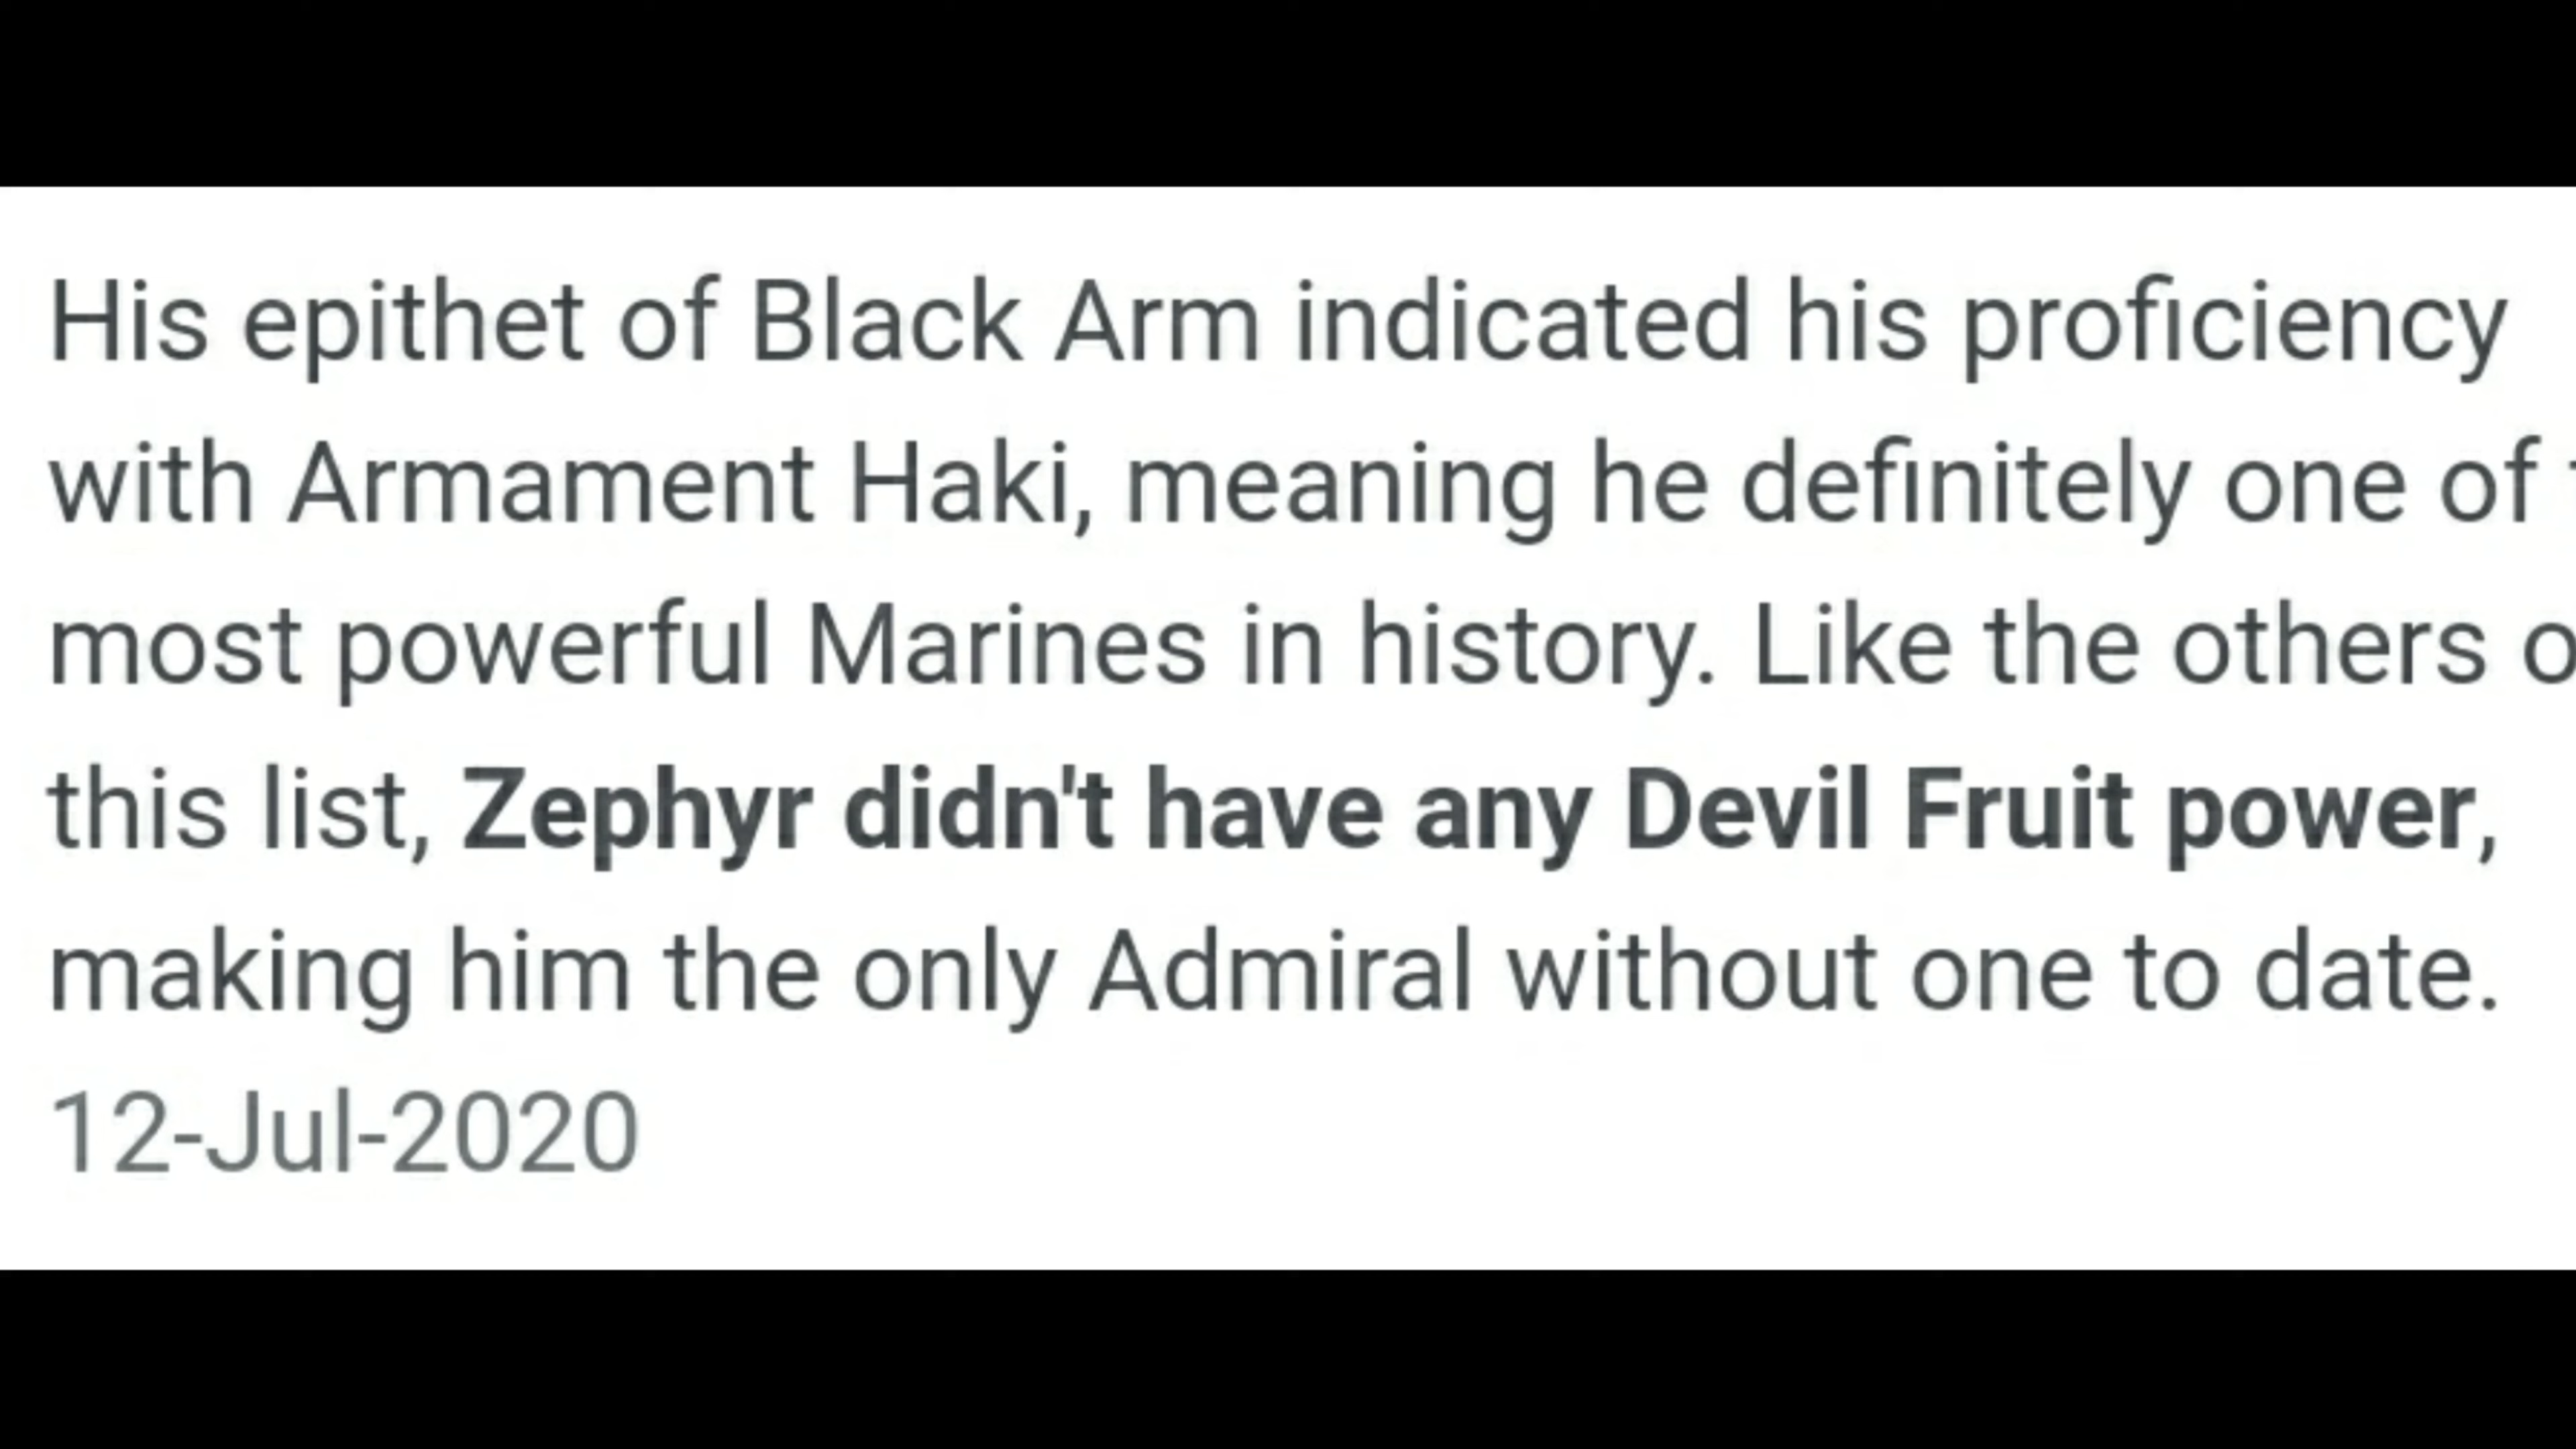 His epithet of Black Arm indicated his proficiency
with Armament Haki, meaning he definitely one of
most powerful Marines in history. Like the others
this list, Zephyr didn't have any Devil Fruit power,
making him the only Admiral without one to date.
12-Jul-2020